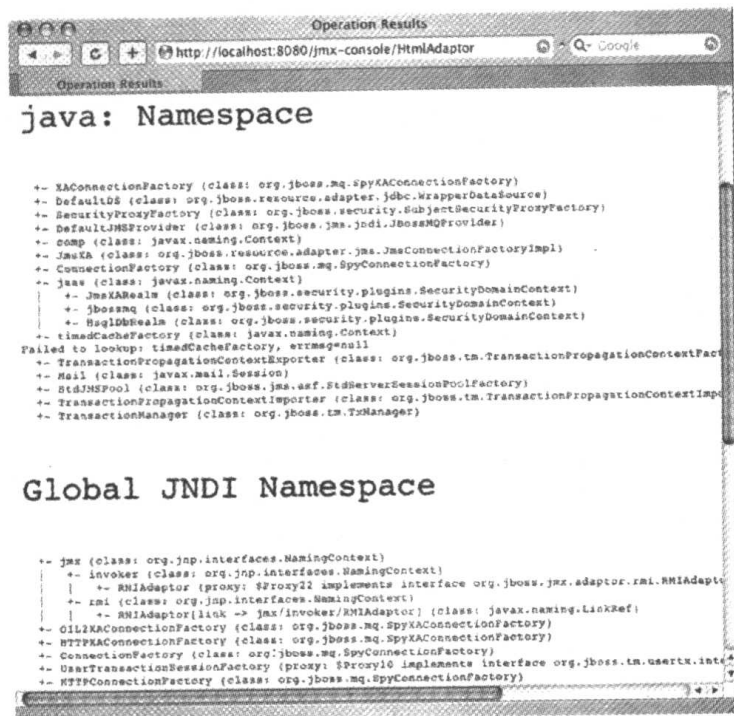 Operation Results
http://localhost:8080/jmx-console/HtmlAdaptor
Google
Operation Results
java: Namespace
+- XAConnectionFactory (class: org.jboss.mq.SpyXAConnectionFactory)
+- DefaultDS (class: org.jboss.resource.adapter.jdbc.WrapperDataSource)
+- SecurityProxyFactory (class: org.jboss.security.SubjectSecurityProxyFactory)
+- DefaultJMSProvider (class: org.jboss.jms.jndi.JBossMQProvider)
+- comp (class: javax.naming.Context)
+- JmsXA (class: org.jboss.resource.adapter.jms.JmsConnectionFactoryImpl)
+- ConnectionFactory (class: org.jboss.mq.SpyConnectionFactory)
+- jaas (class: javax.naming.Context)
| +- JmsXARealm (class: org.jboss.security.plugins.SecurityDomainContext)
| +- jbossmq (class: org.jboss.security.plugins.SecurityDomainContext)
| +- HsqlDbRealm (class: org.jboss.security.plugins.SecurityDomainContext)
+- timedCacheFactory (class: javax.naming.Context)
Failed to lookup: timedCacheFactory, errmsg=null
+- TransactionPropagationContextExporter (class: org.jboss.tm.TransactionPropagationContextFact
+- Mail (class: javax.mail.Session)
+- StdJMSPool (class: org.jboss.jms.asf.StdServerSessionPoolFactory)
+- TransactionPropagationContextImporter (class: org.jboss.tm.TransactionPropagationContextImpo
+- TransactionManager (class: org.jboss.tm.TxManager)
Global JNDI Namespace
+- jmx (class: org.jnp.interfaces.NamingContext)
| +- invoker (class: org.jnp.interfaces.NamingContext)
| | +- RMIAdaptor (proxy: $Proxy22 implements interface org.jboss.jmx.adaptor.rmi.RMIAdapto
| +- rmi (class: org.jnp.interfaces.NamingContext)
| | +- RMIAdaptor[link -> jmx/invoker/RMIAdaptor] (class: javax.naming.LinkRef)
+- OIL2XAConnectionFactory (class: org.jboss.mq.SpyXAConnectionFactory)
+- HTTPXAConnectionFactory (class: org.jboss.mq.SpyXAConnectionFactory)
+- ConnectionFactory (class: org.jboss.mq.SpyConnectionFactory)
+- UserTransactionSessionFactory (proxy: $Proxy10 implements interface org.jboss.tm.usertx.inte
+- HTTPConnectionFactory (class: org.jboss.mq.SpyConnectionFactory)